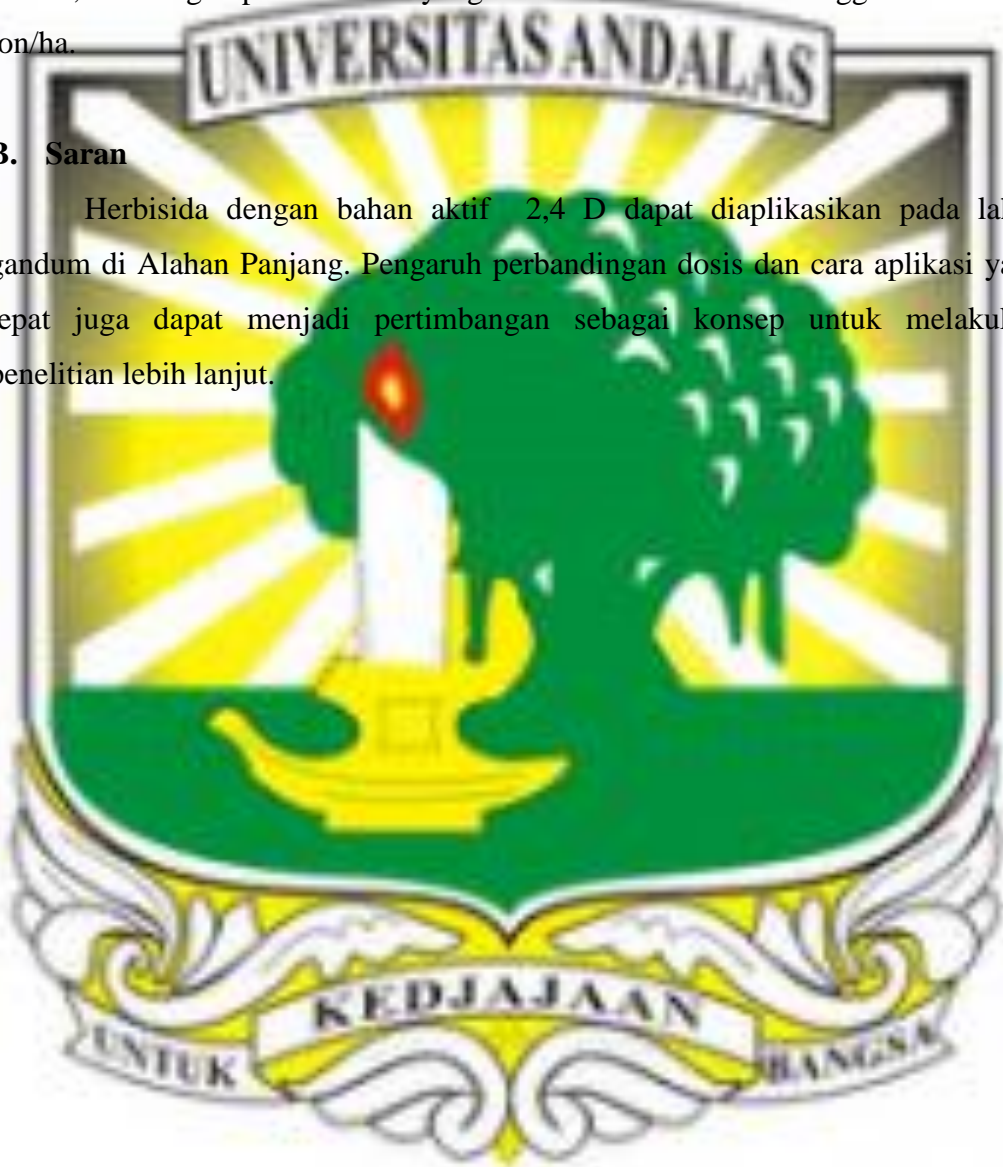 yang
on/ha.
UNIVERSITAS ANDALAS
B. Saran
Herbisida dengan bahan aktif 2,4 D dapat diaplikasikan pada lah
gandum di Alahan Panjang. Pengaruh perbandingan dosis dan cara aplikasi ya
epat juga dapat menjadi pertimbangan sebagai konsep untuk melakuk
penelitian lebih lanjut.
KEDJAJAAN
UNTUK BANGSA